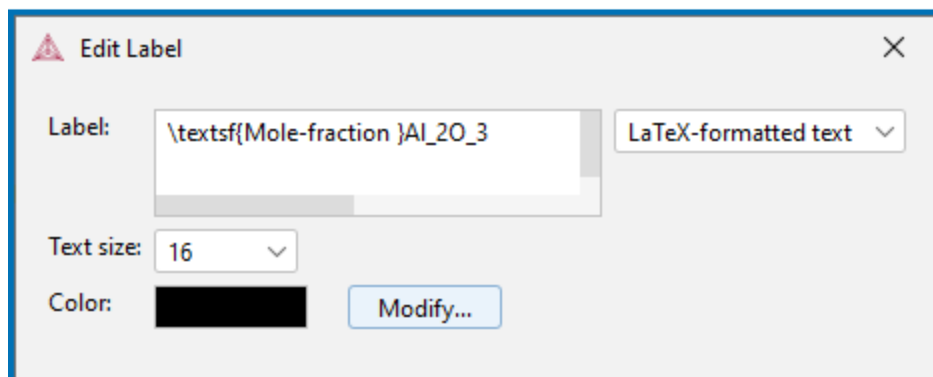 Edit Label
Label:
\textsf{Mole-fraction }Al_2O_3
LaTeX-formatted text
Text size:
16
Color:
Modify...